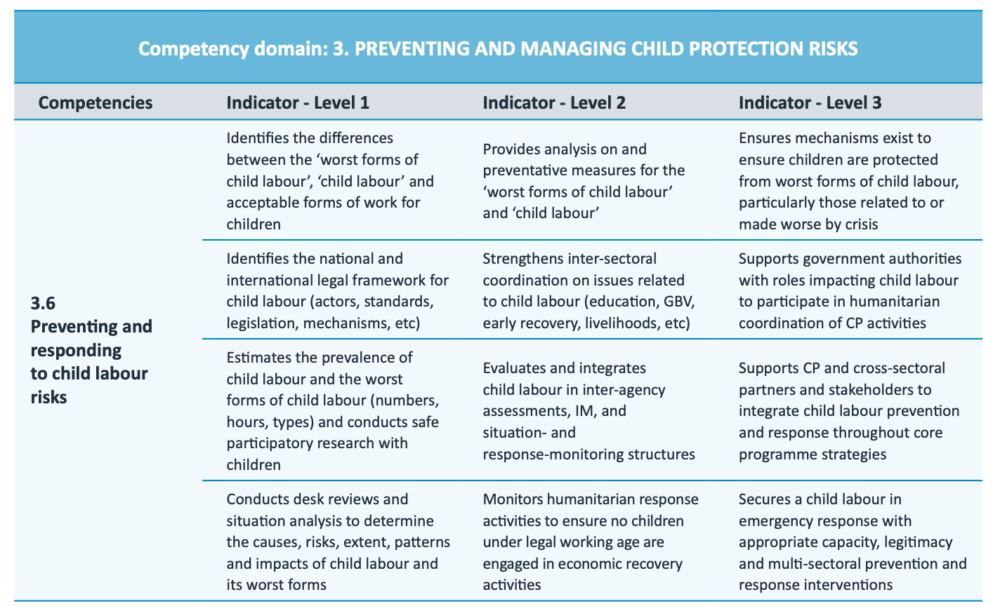 Competency domain: 3. PREVENTING AND MANAGING CHILD PROTECTION RISKS
Competencies
Indicator - Level 1
Indicator - Level 2
Indicator - Level 3
3.6
Preventing and
responding
to child labour
risks
Identifies the differences
between the ‘worst forms of
child labour’, ‘child labour’ and
acceptable forms of work for
children
Provides analysis on and
preventative measures for the
‘worst forms of child labour’
and ‘child labour’
Ensures mechanisms exist to
ensure children are protected
from worst forms of child labour,
particularly those related to or
made worse by crisis
Identifies the national and
international legal framework for
child labour (actors, standards,
legislation, mechanisms, etc)
Strengthens inter-sectoral
coordination on issues related
to child labour (education, GBV,
early recovery, livelihoods, etc)
Supports government authorities
with roles impacting child labour
to participate in humanitarian
coordination of CP activities
Estimates the prevalence of
child labour and the worst
forms of child labour (numbers,
hours, types) and conducts safe
participatory research with
children
Evaluates and integrates
child labour in inter-agency
assessments, IM, and
situation- and
response-monitoring structures
Supports CP and cross-sectoral
partners and stakeholders to
integrate child labour prevention
and response throughout core
programme strategies
Conducts desk reviews and
situation analysis to determine
the causes, risks, extent, patterns
and impacts of child labour and
its worst forms
Monitors humanitarian response
activities to ensure no children
under legal working age are
engaged in economic recovery
activities
Secures a child labour in
emergency response with
appropriate capacity, legitimacy
and multi-sectoral prevention and
response interventions